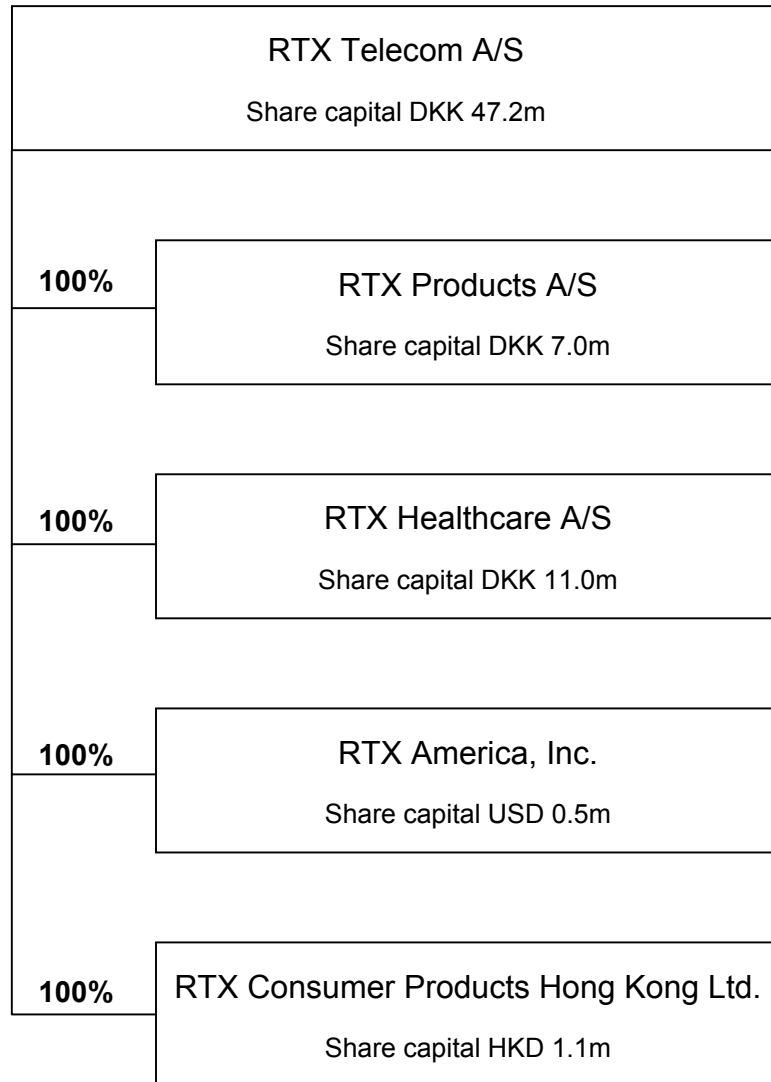 RTX Telecom A/S
Share capital DKK 47.2m
100%
RTX Products A/S
Share capital DKK 7.0m
100%
RTX Healthcare A/S
Share capital DKK 11.0m
100%
RTX America, Inc.
Share capital USD 0.5m
100%
RTX Consumer Products Hong Kong Ltd.
Share capital HKD 1.1m